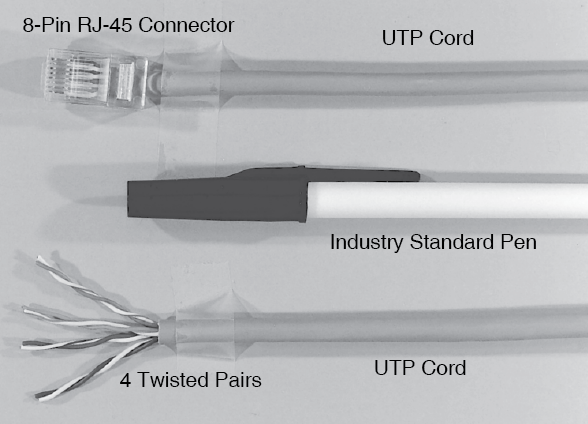 8-Pin RJ-45 Connector
UTP Cord
Industry Standard Pen
4 Twisted Pairs
UTP Cord